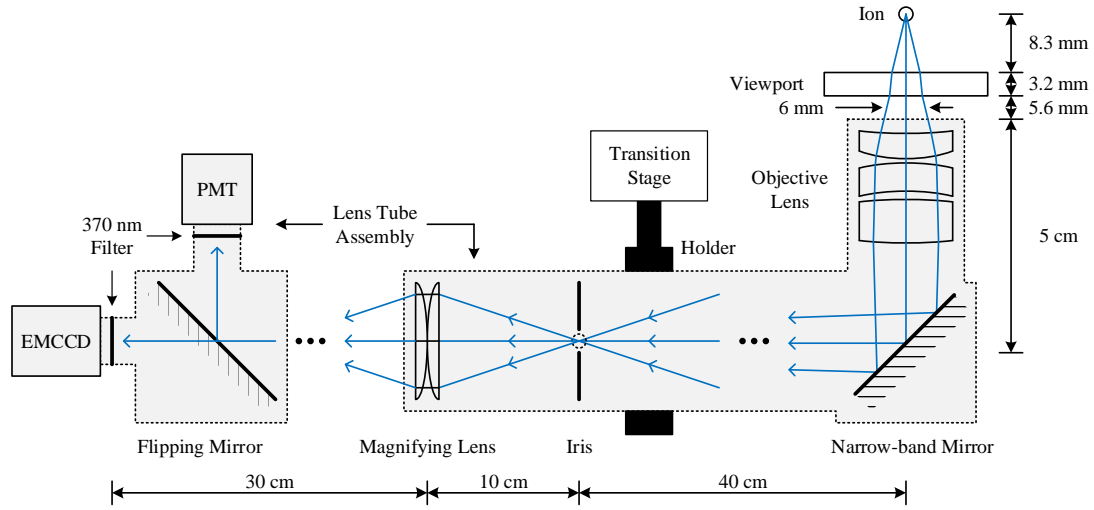 Ion
8.3 mm
Viewport
3.2 mm
6 mm
5.6 mm
Transition
Stage
Objective
Lens
PMT
370 nm
Filter
Lens Tube
Assembly
Holder
5 cm
EMCCD
Flipping Mirror
Magnifying Lens
Iris
Narrow-band Mirror
30 cm
10 cm
40 cm